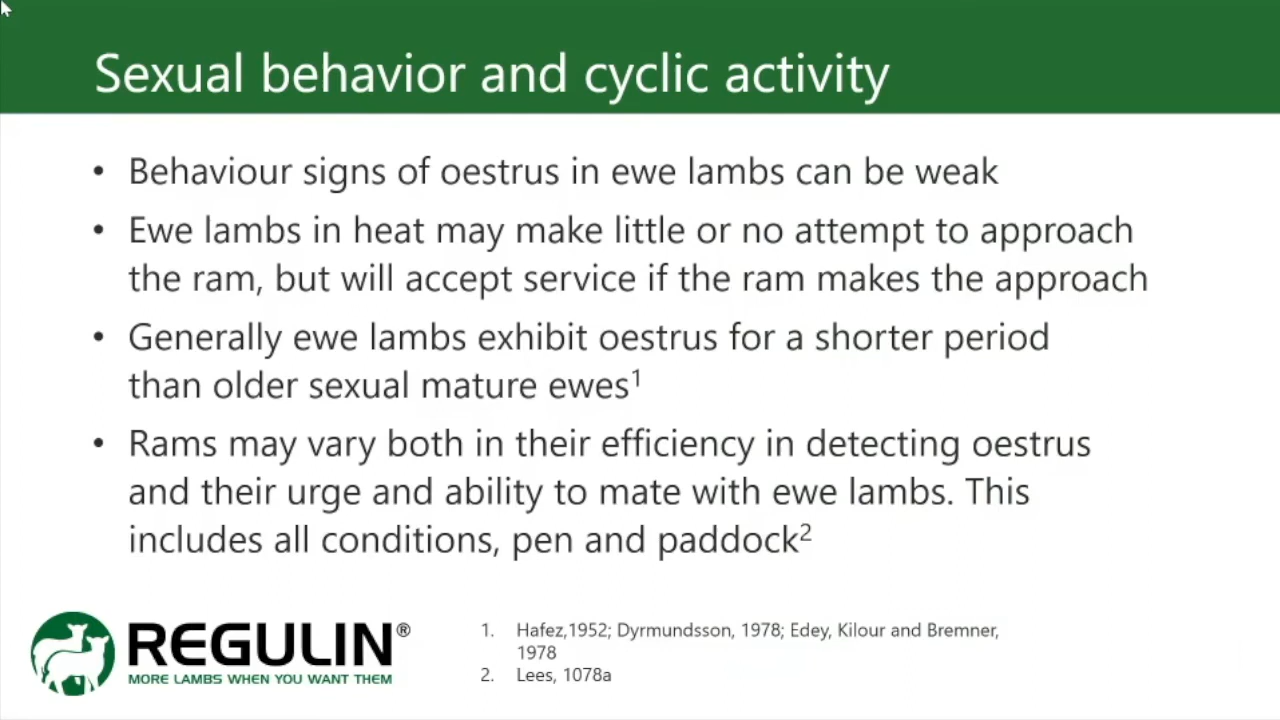 Sexual behavior and cyclic activity
• Behaviour signs of oestrus in ewe lambs can be weak
• Ewe lambs in heat may make little or no attempt to approach
the ram, but will accept service if the ram makes the approach
• Generally ewe lambs exhibit oestrus for a shorter period
than older sexual mature ewes¹
• Rams may vary both in their efficiency in detecting oestrus
and their urge and ability to mate with ewe lambs. This
includes all conditions, pen and paddock²
REGULIN®
MORE LAMBS WHEN YOU WANT THEM
1. Hafez,1952; Dyrmundsson, 1978; Edey, Kilour and Bremner,
1978
2. Lees, 1078a